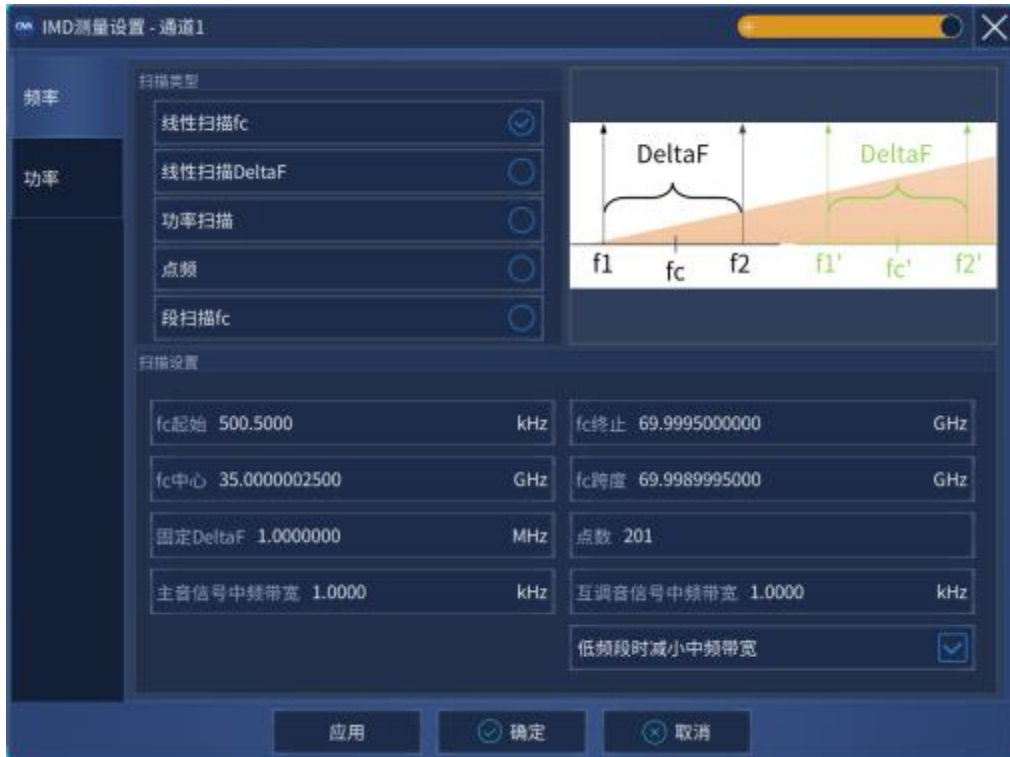 IMD测量设置 - 通道1
频率
功率
扫描类型
线性扫描fc
线性扫描DeltaF
功率扫描
点频
段扫描fc
DeltaF DeltaF
f1 fc f2 f1' fc' f2'
扫描设置
fc起始 500.5000 kHz
fc终止 69.9995000000 GHz
fc中心 35.0000002500 GHz
fc跨度 69.9989995000 GHz
固定DeltaF 1.0000000 MHz
点数 201
主音信号中频带宽 1.0000 kHz
互调音信号中频带宽 1.0000 kHz
低频段时减小中频带宽
应用 确定 取消